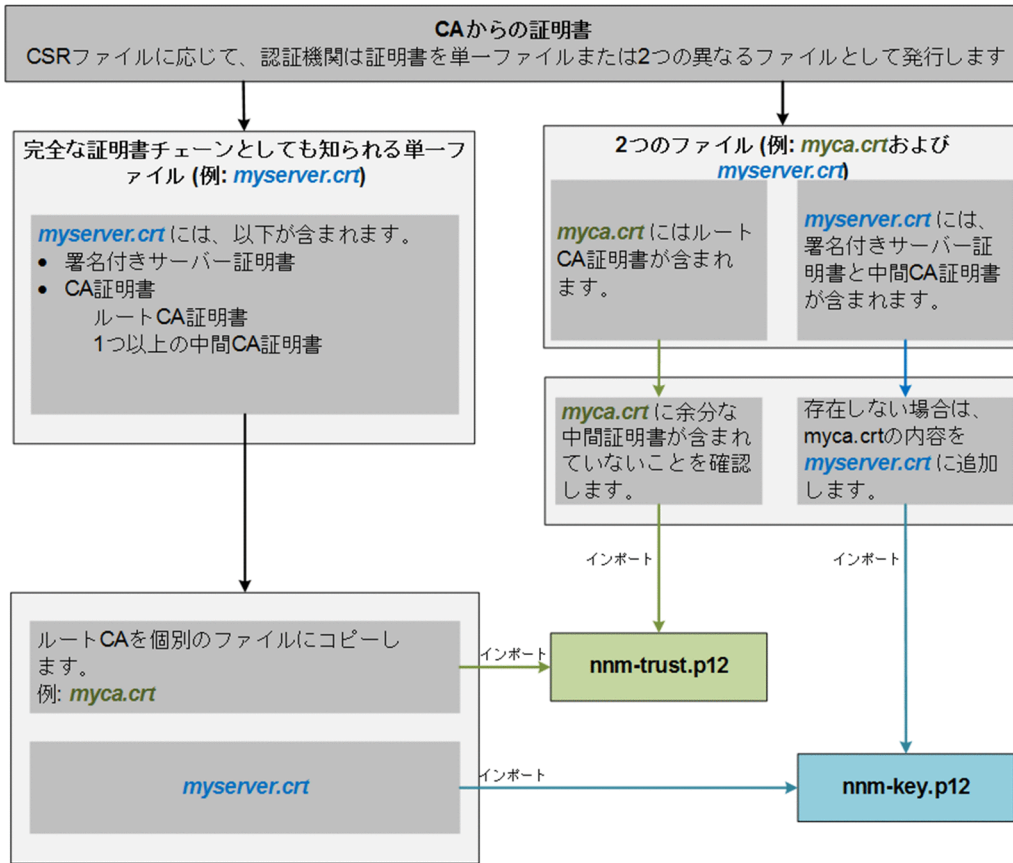 CAからの証明書
CSRファイルに応じて、認証機関は証明書を単一ファイルまたは2つの異なるファイルとして発行します
完全な証明書チェーンとしても知られる単一フ
ァイル (例: myserver.crt)
myserver.crt には、以下が含まれます。
• 署名付きサーバー証明書
• CA証明書
ルートCA証明書
1つ以上の中間CA証明書
2つのファイル (例: myca.crtおよび
myserver.crt)
myca.crt にはルート
CA証明書が含まれ
ます。
myserver.crt には、
署名付きサーバー証
明書と中間CA証明書
が含まれます。
myca.crt に余分な
中間証明書が含まれ
ていないことを確認
します。
存在しない場合は、
myca.crtの内容を
myserver.crt に追加
します。
インポート
インポート
ルートCAを個別のファイルにコピーし
ます。
例: myca.crt
インポート
nnm-trust.p12
myserver.crt
インポート
nnm-key.p12